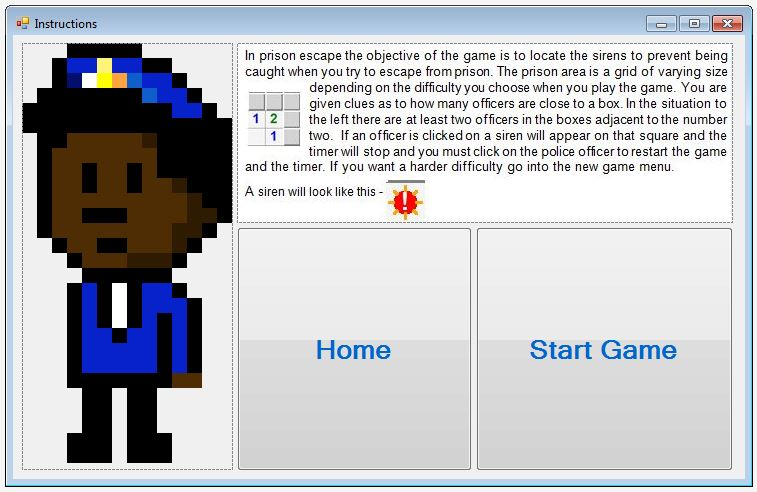 Instructions
In prison escape the objective of the game is to locate the sirens to prevent being
caught when you try to escape from prison. The prison area is a grid of varying size
depending on the difficulty you choose when you play the game. You are
given clues as to how many officers are close to a box. In the situation to
the left there are at least two officers in the boxes adjacent to the number
two. If an officer is clicked on a siren will appear on that square and the
timer will stop and you must click on the police officer to restart the game
and the timer. If you want a harder difficulty go into the new game menu.
1 2
1
A siren will look like this -
!
Home
Start Game